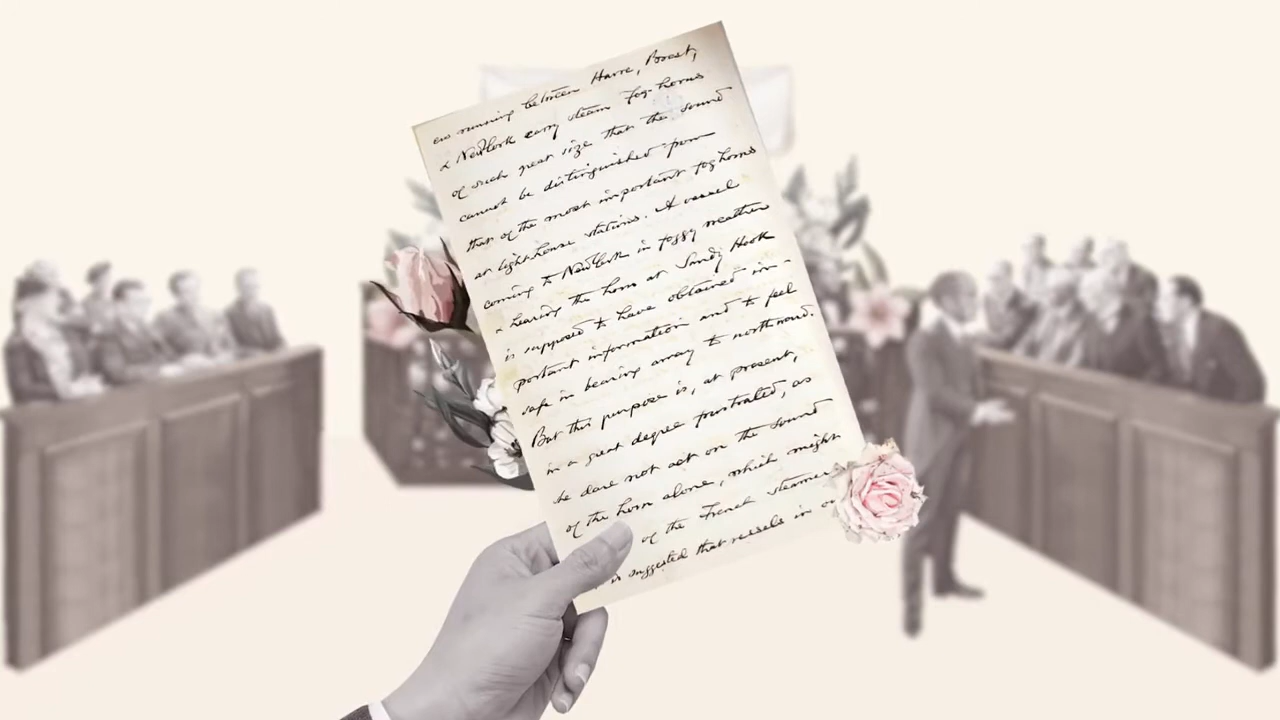 ers running between Havre, Brest,
& New York carry steam fog-horns
of such great size that the sound
cannot be distinguished from
that of the most important foghorns
at lighthouse stations. A vessel
coming to New York in foggy weather
& hearing the horn at Sandy Hook
is supposed to have obtained im-
portant information and to feel
safe in bearing away to northward.
But this purpose is, at present,
in a great degree frustrated, as
he dare not act on the sound
of the horn alone, which might
of the French steamer
is suggested that vessels in